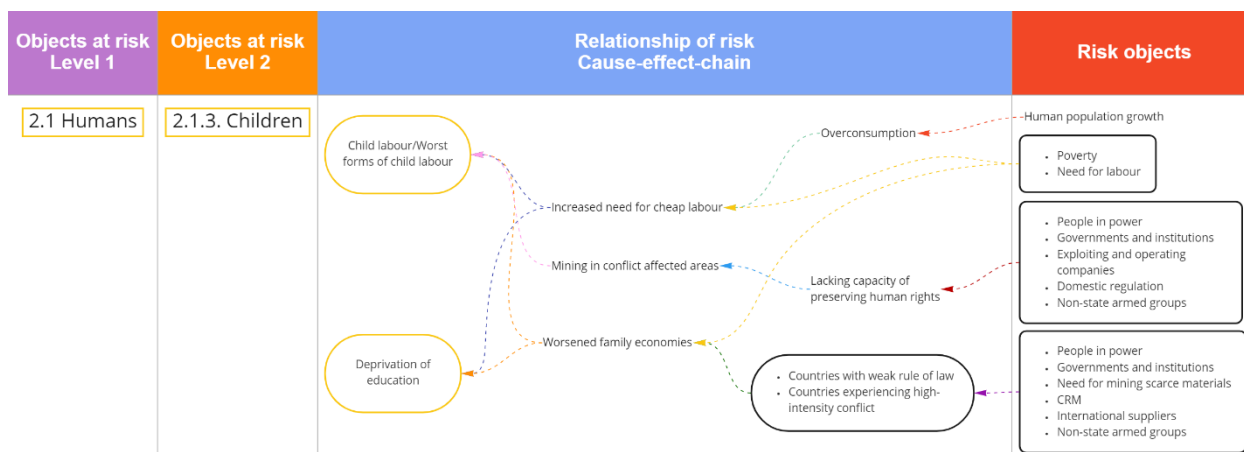 Objects at risk
Level 1
Objects at risk
Level 2
Relationship of risk
Cause-effect-chain
Risk objects
2.1 Humans
2.1.3. Children
Child labour/Worst
forms of child labour
Overconsumption
Human population growth
• Poverty
• Need for labour
Increased need for cheap labour
• People in power
• Governments and institutions
• Exploiting and operating
companies
• Domestic regulation
• Non-state armed groups
Mining in conflict affected areas
Lacking capacity of
preserving human rights
Worsened family economies
Deprivation of
education
• Countries with weak rule of law
• Countries experiencing high-
intensity conflict
• People in power
• Governments and institutions
• Need for mining scarce materials
• CRM
• International suppliers
• Non-state armed groups